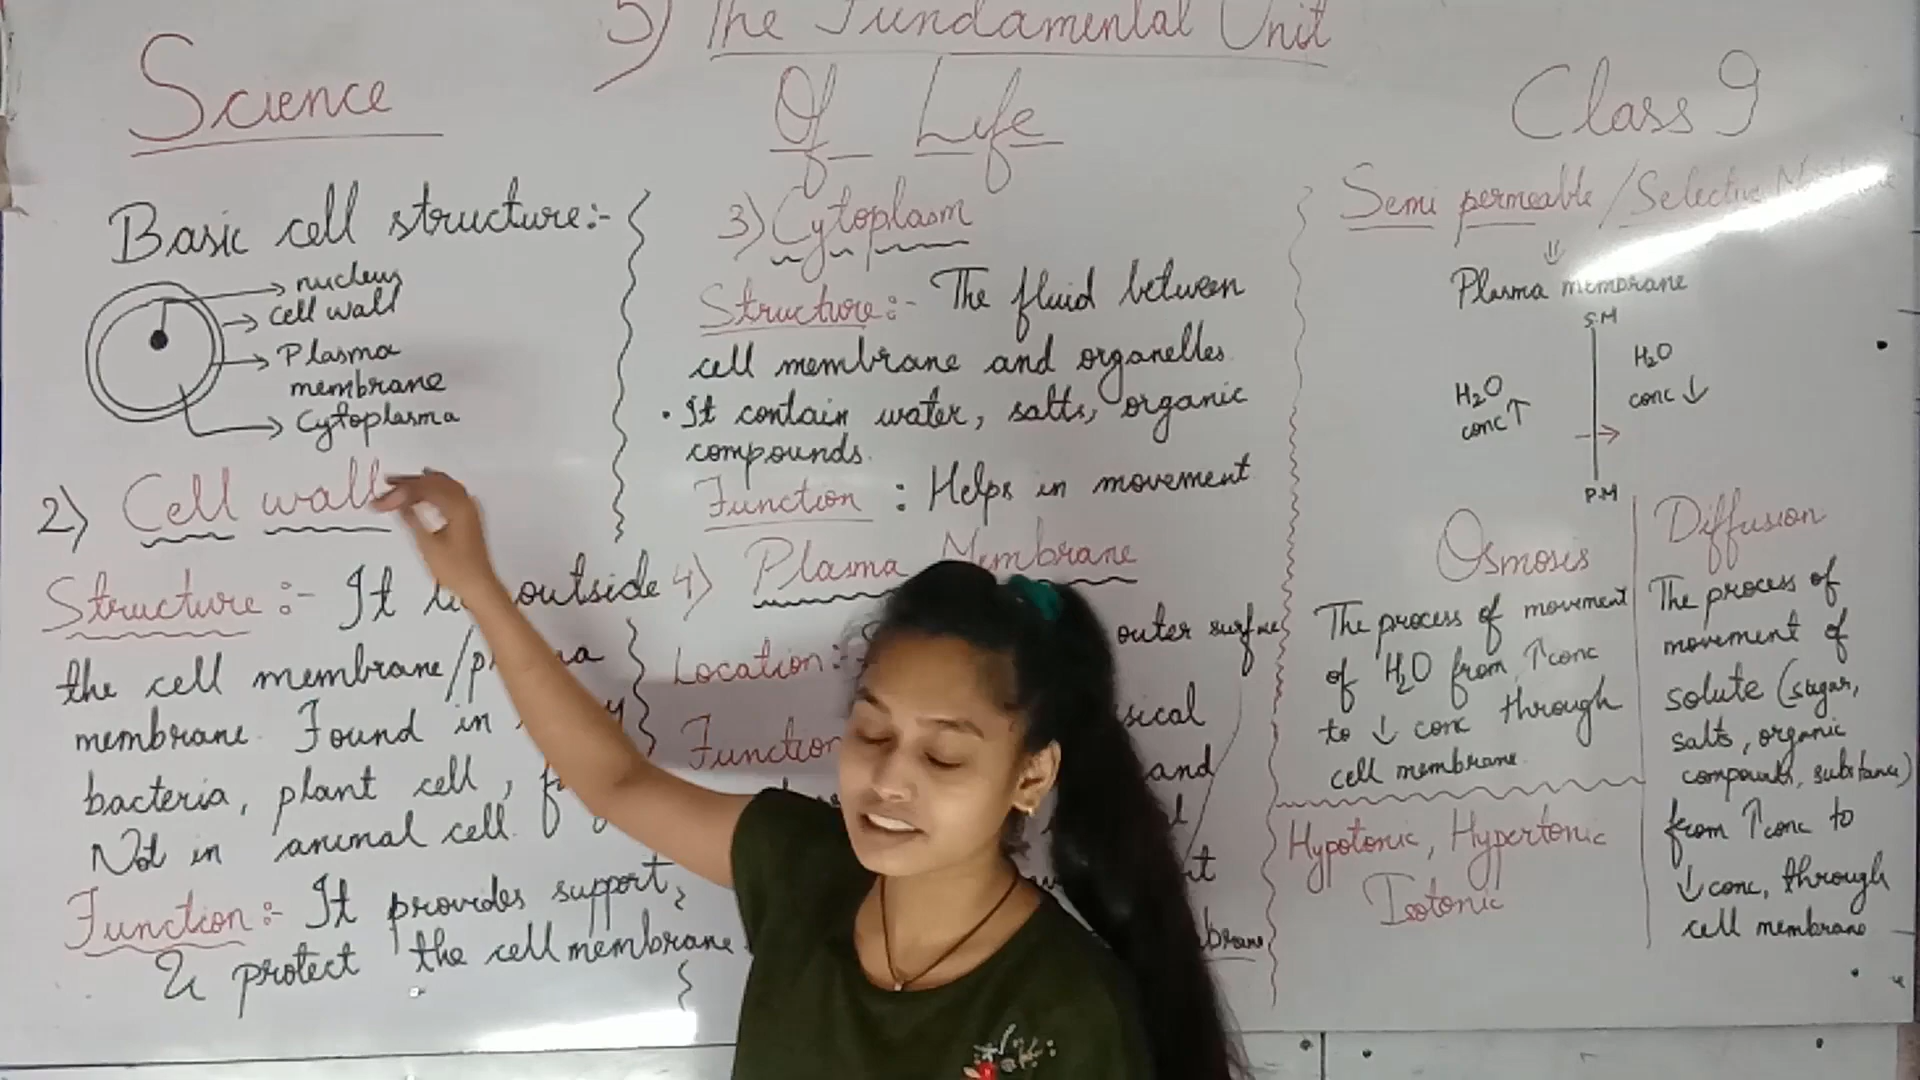 Science
5) The Fundamental Unit
Of Life
Class 9
Basic cell structure:-
nucleus
cell wall
Plasma
membrane
Cytoplasma
2) Cell wall
Structure:- It outside
the cell membrane/
membrane. Found in
bacteria, plant cell,
Not in animal cell.
Function:- It provides support,
& protect the cell membrane
3) Cytoplasm
Structure:- The fluid between
cell membrane and organelles.
• It contain water, salts, organic
compounds.
Function : Helps in movement
4) Plasma Membrane
Location:- outer surface
Function
and
Semi permeable / Selective
⇓
Plasma membrane
S.M
H₂O
conc ↑
H₂O
conc ↓
→
P.M
Osmosis
The process of movement
of H₂O from ↑conc
to ↓ conc through
cell membrane.
Diffusion
The process of
movement of
solute (sugar,
salts, organic
substance)
from ↑conc to
↓conc, through
cell membrane
Hypotonic, Hypertonic
Isotonic